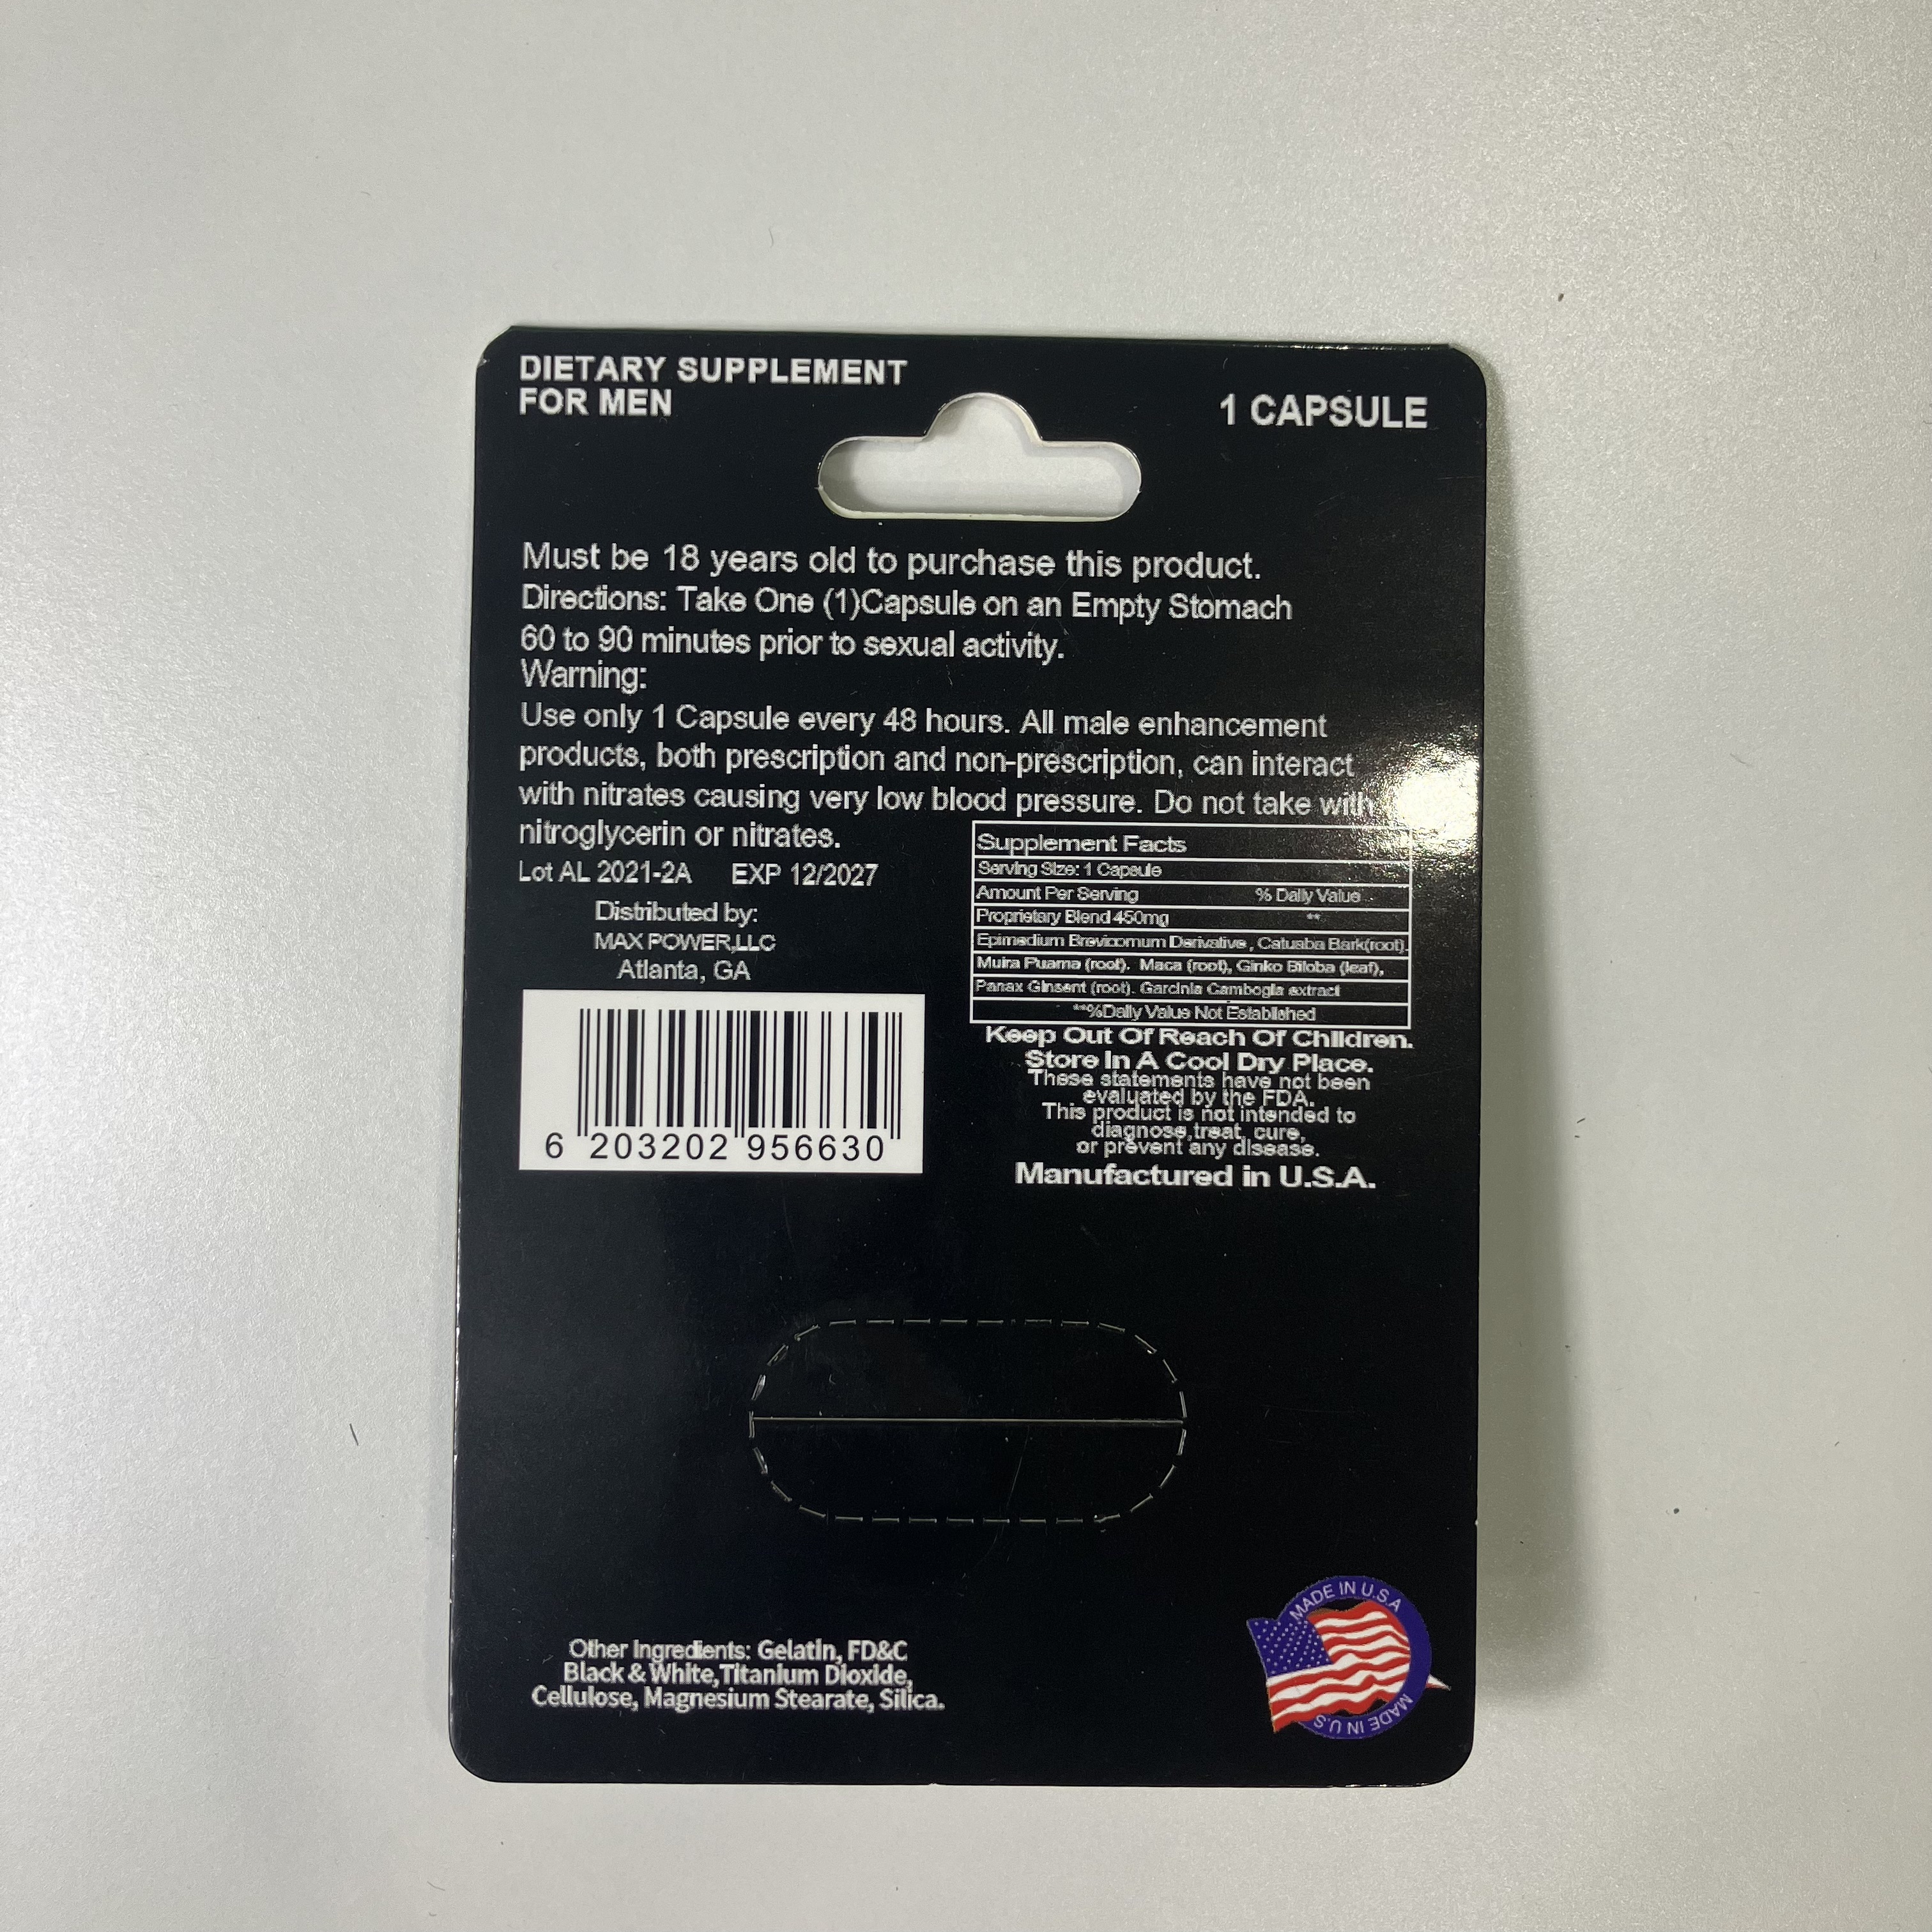 DIETARY SUPPLEMENT
FOR MEN
1 CAPSULE
Must be 18 years old to purchase this product.
Directions: Take One (1)Capsule on an Empty Stomach
60 to 90 minutes prior to sexual activity.
Warning:
Use only 1 Capsule every 48 hours. All male enhancement
products, both prescription and non-prescription, can interact
with nitrates causing very low blood pressure. Do not take with
nitroglycerin or nitrates.
Lot AL 2021-2A EXP 12/2027
Distributed by:
MAX POWER,LLC
Atlanta, GA
6 203202 956630
Supplement Facts
Serving Size: 1 Capsule
Amount Per Serving % Daily Value
Proprietary Blend 450mg **
Epimedium Brevicornum Derivative , Catuaba Bark(root).
Muira Puama (root). Maca (root), Ginko Biloba (leaf),
Panax Ginsent (root). Garcinia Cambogia extract
**%Daily Value Not Established
Keep Out Of Reach Of Children.
Store In A Cool Dry Place.
These statements have not been
evaluated by the FDA.
This product is not intended to
diagnose,treat, cure,
or prevent any disease.
Manufactured in U.S.A.
Other Ingredients: Gelatin, FD&C
Black & White,Titanium Dioxide,
Cellulose, Magnesium Stearate, Silica.
MADE IN U.S.A
MADE IN U.S